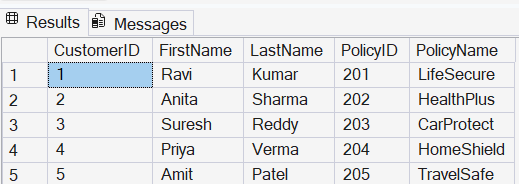 Results Messages
CustomerID FirstName LastName PolicyID PolicyName
1 1 Ravi Kumar 201 LifeSecure
2 2 Anita Sharma 202 HealthPlus
3 3 Suresh Reddy 203 CarProtect
4 4 Priya Verma 204 HomeShield
5 5 Amit Patel 205 TravelSafe